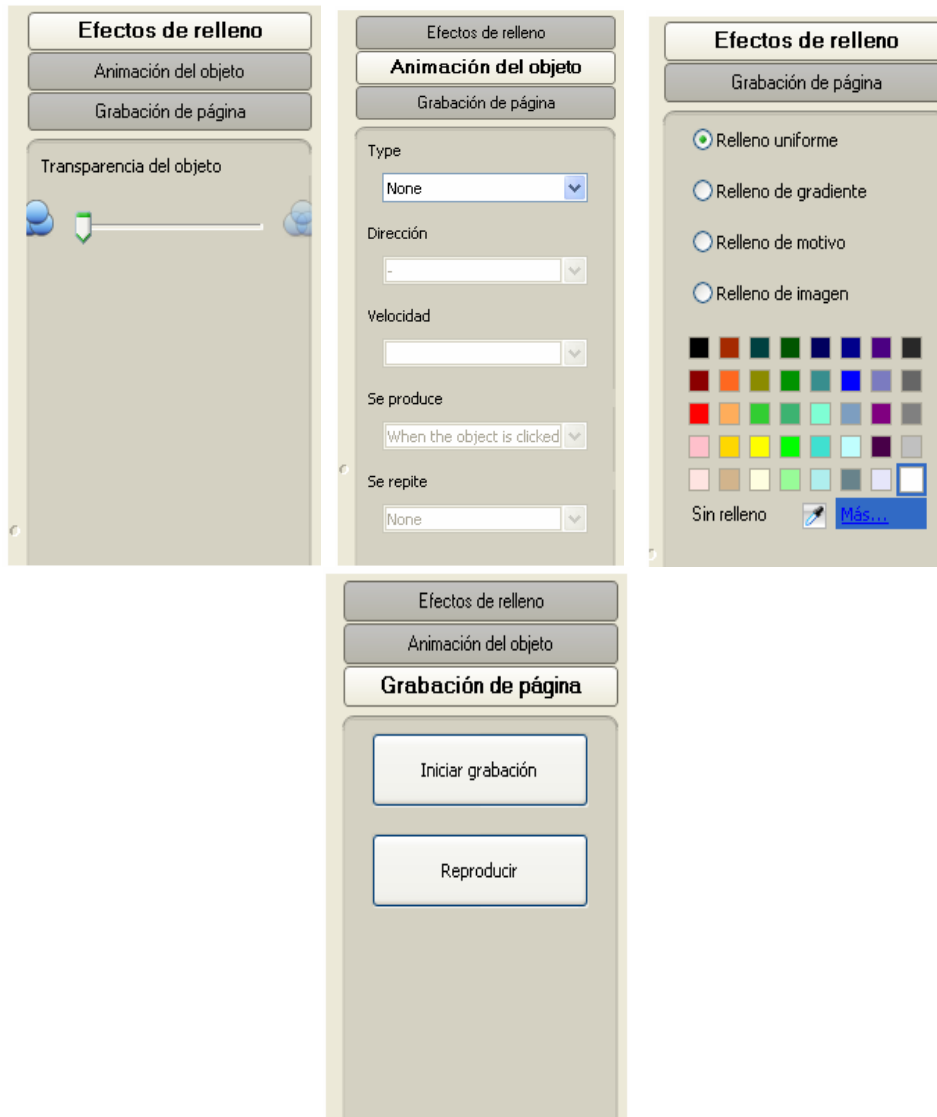 Efectos de relleno
Animación del objeto
Grabación de página
Transparencia del objeto
Efectos de relleno
Animación del objeto
Grabación de página
Type
None
Dirección
-
Velocidad
Se produce
When the object is clicked
Se repite
None
Efectos de relleno
Grabación de página
Relleno uniforme
Relleno de gradiente
Relleno de motivo
Relleno de imagen
Sin relleno
Más...
Efectos de relleno
Animación del objeto
Grabación de página
Iniciar grabación
Reproducir